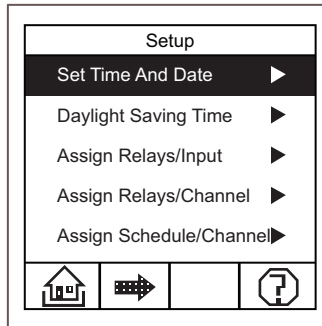 Setup
Set Time And Date
Daylight Saving Time
Assign Relays/Input
Assign Relays/Channel
Assign Schedule/Channel
?